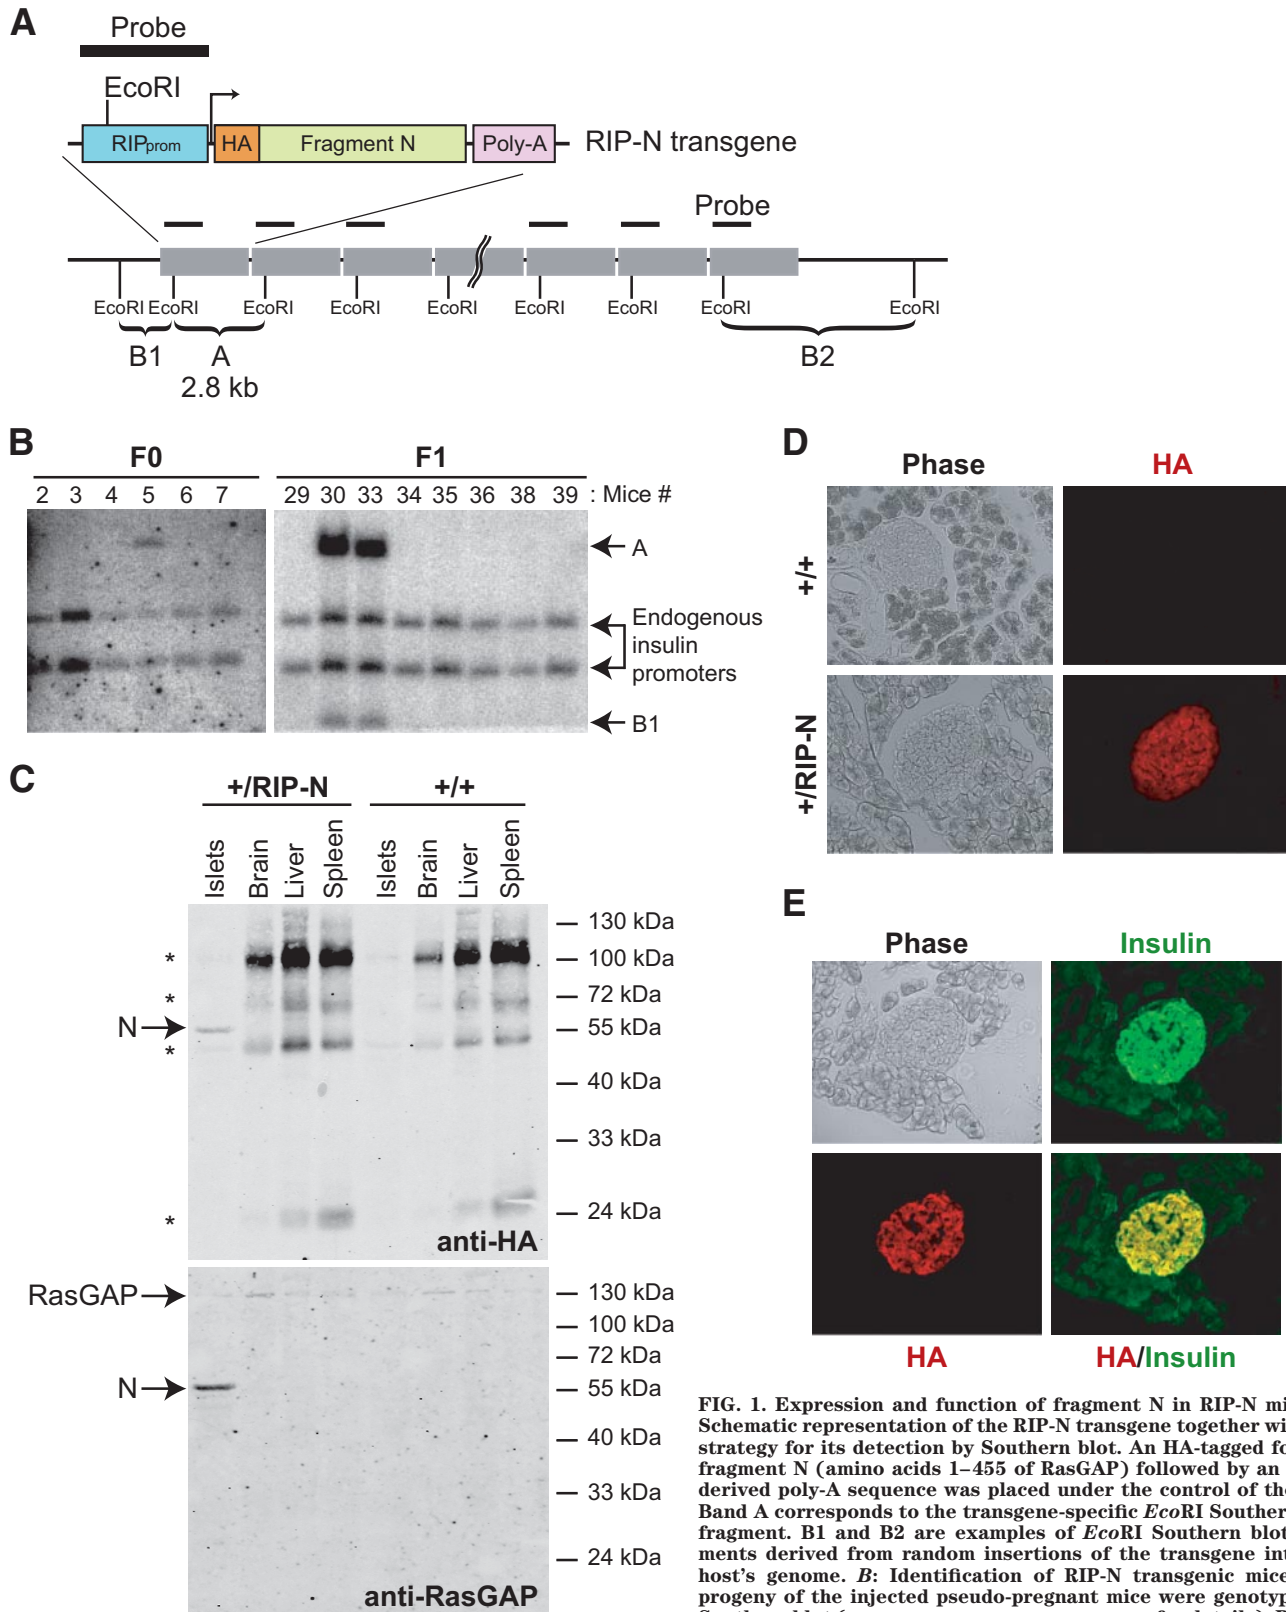 A
Probe
EcoRI
RIPprom
HA
Fragment N
Poly-A
RIP-N transgene
Probe
EcoRI EcoRI EcoRI EcoRI EcoRI EcoRI EcoRI EcoRI EcoRI
B1 A B2
2.8 kb
B
F0 F1
2 3 4 5 6 7 29 30 33 34 35 36 38 39 : Mice #
A
Endogenous
insulin
promoters
B1
C
+/RIP-N +/+
Islets Brain Liver Spleen Islets Brain Liver Spleen
130 kDa
* 100 kDa
* 72 kDa
N 55 kDa
*
40 kDa
33 kDa
* 24 kDa
anti-HA
RasGAP 130 kDa
100 kDa
72 kDa
N 55 kDa
40 kDa
33 kDa
24 kDa
anti-RasGAP
D
Phase HA
+/+
+/RIP-N
E
Phase Insulin
HA HA/Insulin
FIG. 1. Expression and function of fragment N in RIP-N mi
Schematic representation of the RIP-N transgene together wi
strategy for its detection by Southern blot. An HA-tagged fo
fragment N (amino acids 1–455 of RasGAP) followed by an
derived poly-A sequence was placed under the control of the
Band A corresponds to the transgene-specific EcoRI Southern
fragment. B1 and B2 are examples of EcoRI Southern blot
ments derived from random insertions of the transgene int
host's genome. B: Identification of RIP-N transgenic mice
progeny of the injected pseudo-pregnant mice were genotyp